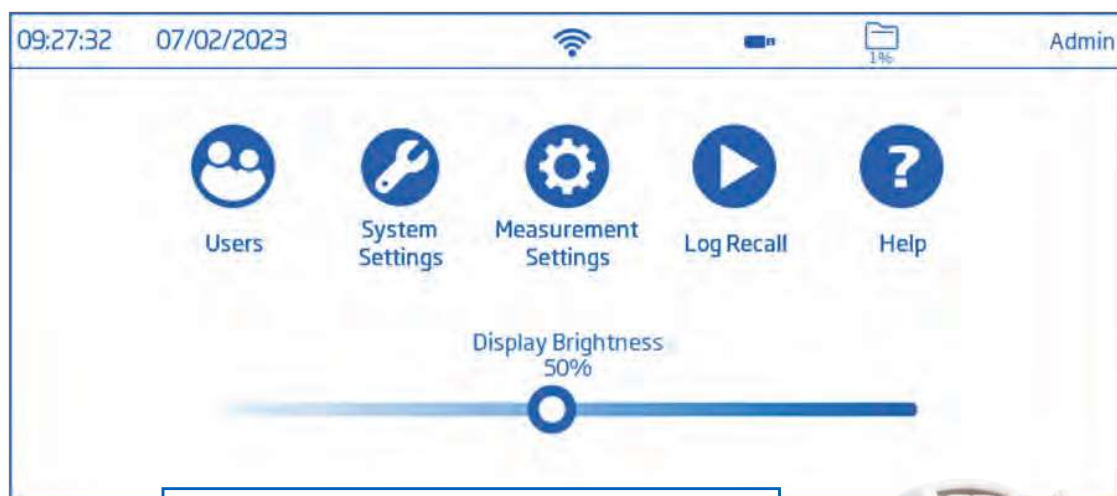 09:27:32 07/02/2023 1% Admin
Users
System
Settings
Measurement
Settings
Log Recall
? Help
Display Brightness
50%